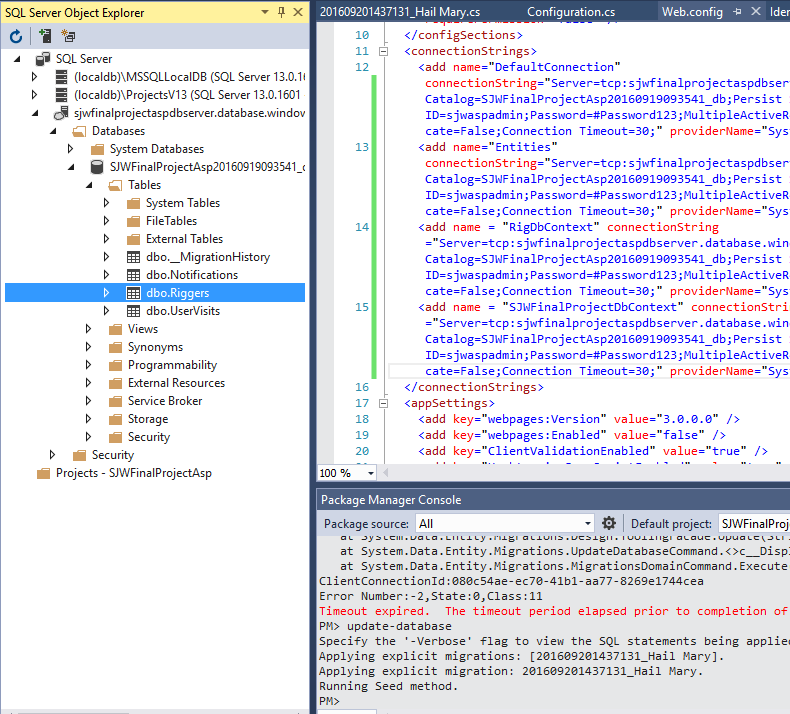 SQL Server Object Explorer
SQL Server
(localdb)\MSSQLLocalDB (SQL Server 13.0.1
(localdb)\ProjectsV13 (SQL Server 13.0.1601
sjwfinalprojectaspdbserver.database.window
Databases
System Databases
SJWFinalProjectAsp20160919093541_
Tables
System Tables
FileTables
External Tables
dbo.__MigrationHistory
dbo.Notifications
dbo.Riggers
dbo.UserVisits
Views
Synonyms
Programmability
External Resources
Service Broker
Storage
Security
Security
Projects - SJWFinalProjectAsp
201609201437131_Hail Mary.cs Configuration.cs Web.config Iden
10 </configSections>
11 <connectionStrings>
12 <add name="DefaultConnection"
connectionString="Server=tcp:sjwfinalprojectaspdbser
Catalog=SJWFinalProjectAsp20160919093541_db;Persist
ID=sjwaspadmin;Password=#Password123;MultipleActiveR
cate=False;Connection Timeout=30;" providerName="Sys
13 <add name="Entities"
connectionString="Server=tcp:sjwfinalprojectaspdbser
Catalog=SJWFinalProjectAsp20160919093541_db;Persist
ID=sjwaspadmin;Password=#Password123;MultipleActiveR
cate=False;Connection Timeout=30;" providerName="Sys
14 <add name = "RigDbContext" connectionString
="Server=tcp:sjwfinalprojectaspdbserver.database.win
Catalog=SJWFinalProjectAsp20160919093541_db;Persist
ID=sjwaspadmin;Password=#Password123;MultipleActiveR
cate=False;Connection Timeout=30;" providerName="Sys
15 <add name = "SJWFinalProjectDbContext" connectionStri
="Server=tcp:sjwfinalprojectaspdbserver.database.win
Catalog=SJWFinalProjectAsp20160919093541_db;Persist
ID=sjwaspadmin;Password=#Password123;MultipleActiveR
cate=False;Connection Timeout=30;" providerName="Sys
16 </connectionStrings>
17 <appSettings>
18 <add key="webpages:Version" value="3.0.0.0" />
19 <add key="webpages:Enabled" value="false" />
20 <add key="ClientValidationEnabled" value="true" />
100 %
Package Manager Console
Package source: All Default project: SJWFinalProj
at System.Data.Entity.Migrations.Design.ToolingFacade.Update(Stri
at System.Data.Entity.Migrations.UpdateDatabaseCommand.<>c__Disp
at System.Data.Entity.Migrations.MigrationsDomainCommand.Execute
ClientConnectionId:080c54ae-ec70-41b1-aa77-8269e1744cea
Error Number:-2,State:0,Class:11
Timeout expired. The timeout period elapsed prior to completion of
PM> update-database
Specify the '-Verbose' flag to view the SQL statements being applie
Applying explicit migrations: [201609201437131_Hail Mary].
Applying explicit migration: 201609201437131_Hail Mary.
Running Seed method.
PM>